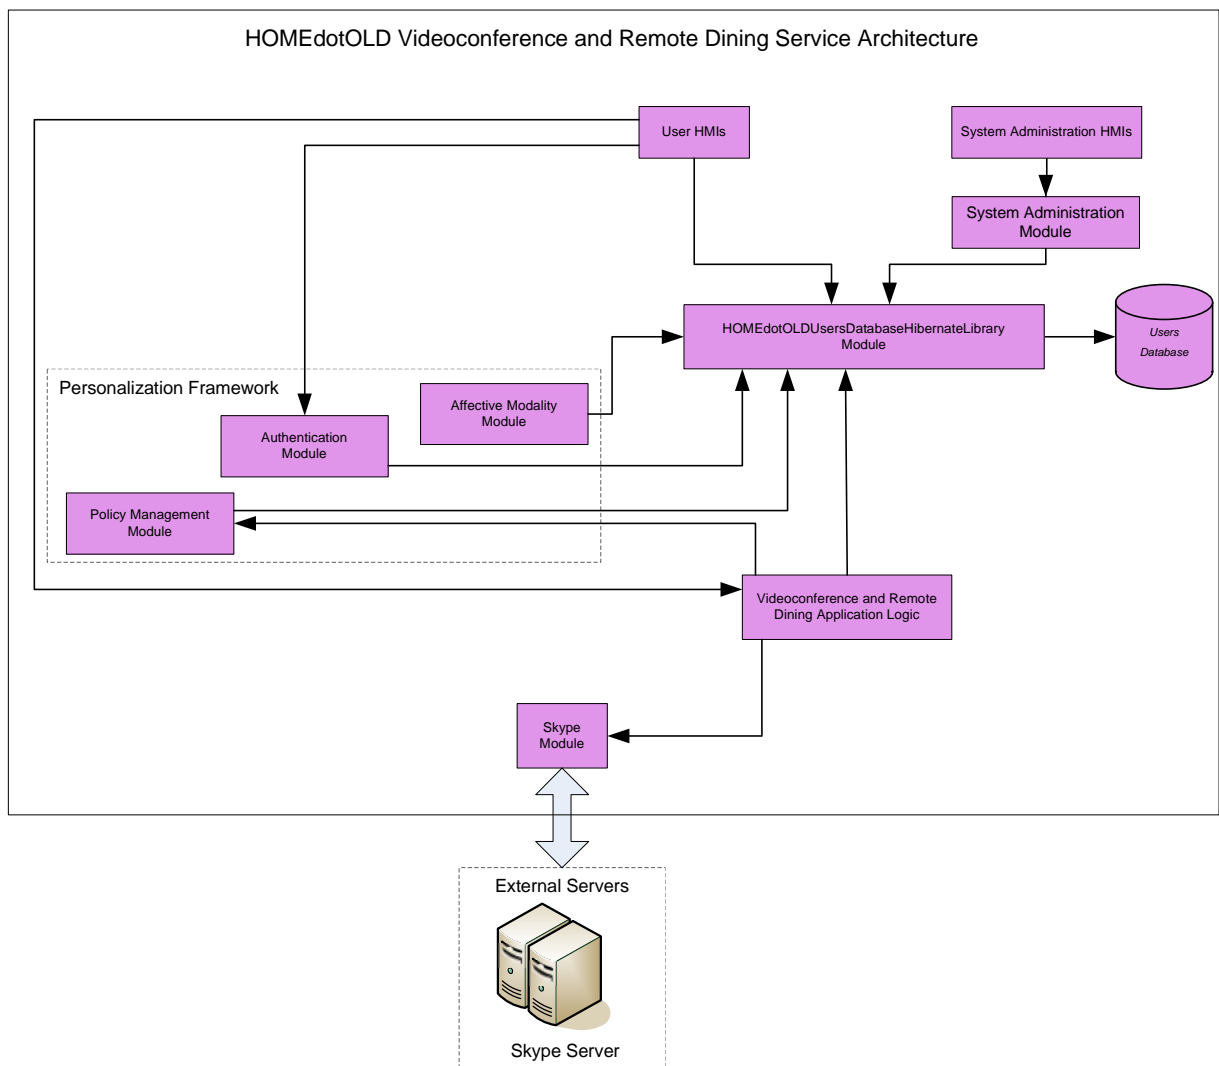 HOMEdotOLD Videoconference and Remote Dining Service Architecture
User HMIs
System Administration HMIs
System Administration
Module
HOMEdotOLDUsersDatabaseHibernateLibrary
Module
Users
Database
Personalization Framework
Affective Modality
Module
Authentication
Module
Policy Management
Module
Videoconference and Remote
Dining Application Logic
Skype
Module
External Servers
Skype Server